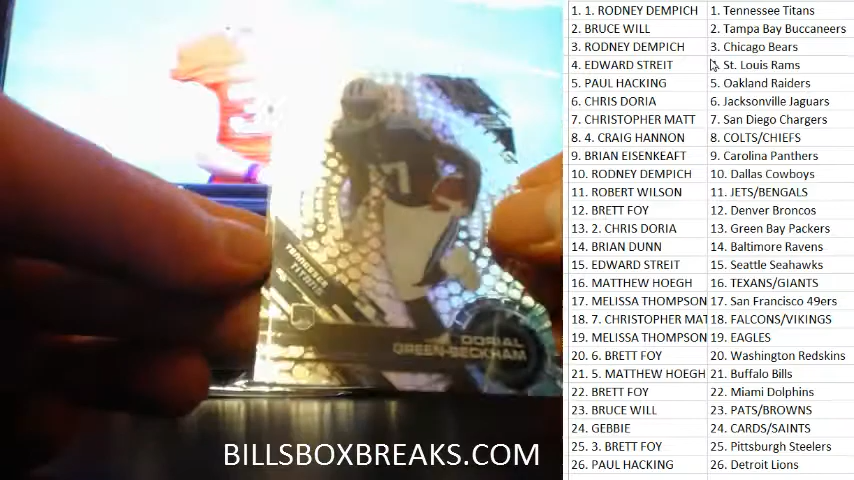 1. 1. RODNEY DEMPICH 1. Tennessee Titans
2. BRUCE WILL 2. Tampa Bay Buccaneers
3. RODNEY DEMPICH 3. Chicago Bears
4. EDWARD STREIT St. Louis Rams
5. PAUL HACKING 5. Oakland Raiders
6. CHRIS DORIA 6. Jacksonville Jaguars
7. CHRISTOPHER MATT 7. San Diego Chargers
8. 4. CRAIG HANNON 8. COLTS/CHIEFS
9. BRIAN EISENKEAFT 9. Carolina Panthers
10. RODNEY DEMPICH 10. Dallas Cowboys
11. ROBERT WILSON 11. JETS/BENGALS
12. BRETT FOY 12. Denver Broncos
13. 2. CHRIS DORIA 13. Green Bay Packers
14. BRIAN DUNN 14. Baltimore Ravens
15. EDWARD STREIT 15. Seattle Seahawks
16. MATTHEW HOEGH 16. TEXANS/GIANTS
17. MELISSA THOMPSON 17. San Francisco 49ers
18. 7. CHRISTOPHER MAT 18. FALCONS/VIKINGS
19. MELISSA THOMPSON 19. EAGLES
20. 6. BRETT FOY 20. Washington Redskins
21. 5. MATTHEW HOEGH 21. Buffalo Bills
22. BRETT FOY 22. Miami Dolphins
23. BRUCE WILL 23. PATS/BROWNS
24. GEBBIE 24. CARDS/SAINTS
25. 3. BRETT FOY 25. Pittsburgh Steelers
26. PAUL HACKING 26. Detroit Lions
TENNESSEE
TITANS
DORIAL
GREEN-BECKHAM
BILLSBOXBREAKS.COM